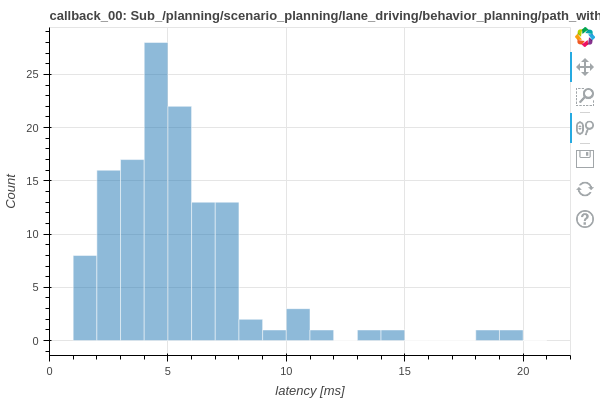 callback_00: Sub_/planning/scenario_planning/lane_driving/behavior_planning/path_with
25
20
15
10
5
0
Count
0 5 10 15 20
latency [ms]